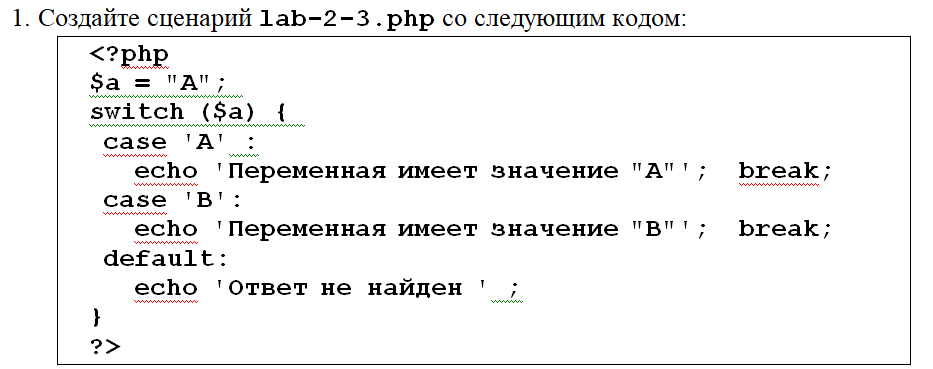 1. Создайте сценарий lab-2-3.php со следующим кодом:
<?php
$a = "A";
switch ($a) {
case 'A' :
echo 'Переменная имеет значение "A"'; break;
case 'B':
echo 'Переменная имеет значение "B"'; break;
default:
echo 'Ответ не найден ' ;
}
?>